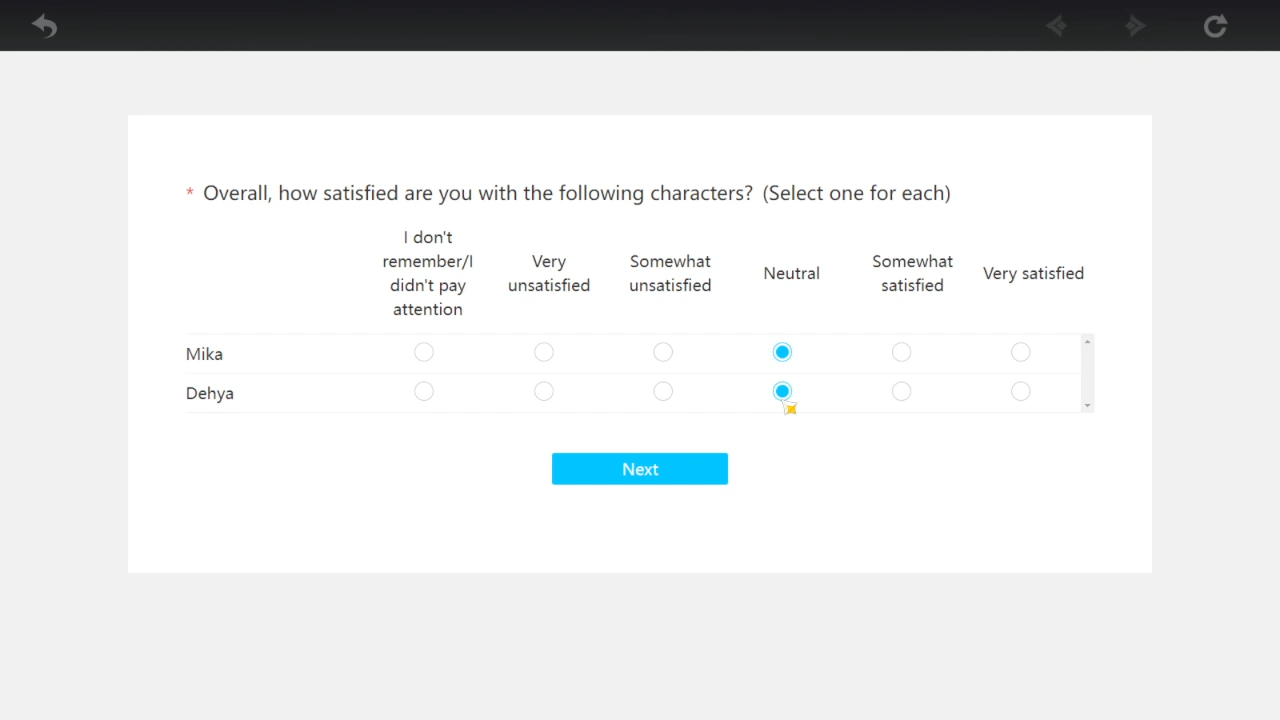 * Overall, how satisfied are you with the following characters? (Select one for each)
I don't remember/I didn't pay attention
Very unsatisfied
Somewhat unsatisfied
Neutral
Somewhat satisfied
Very satisfied
Mika
Dehya
Next